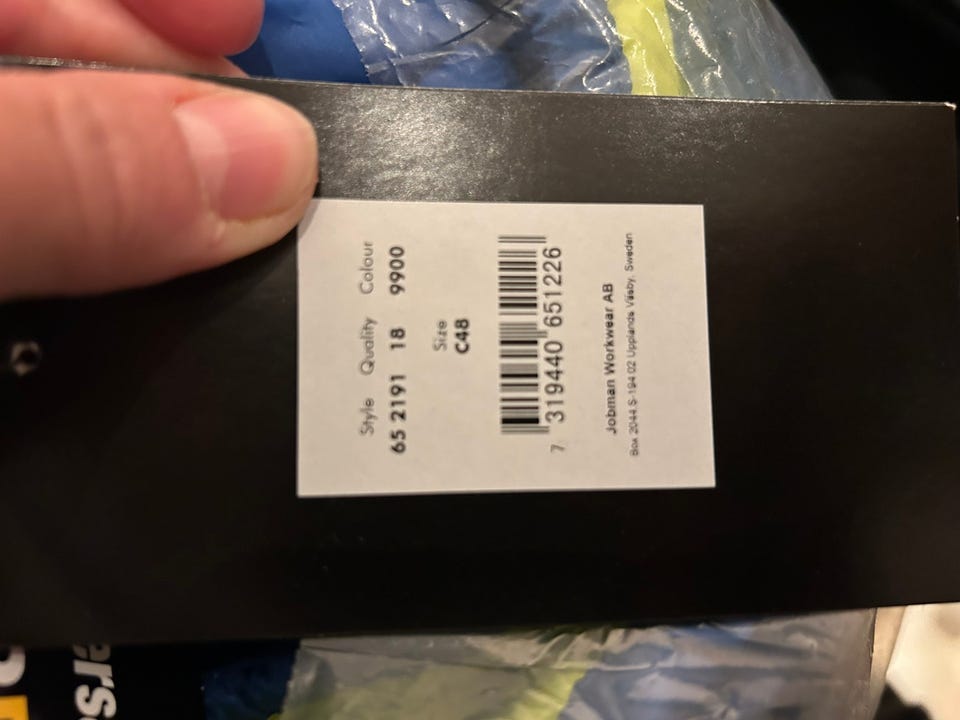 Style Quality Colour
65 2191 18 9900
Size
C48
7 319440 651226
Jobman Workwear AB
Box 2044,S-194 02 Upplands Väsby, Sweden